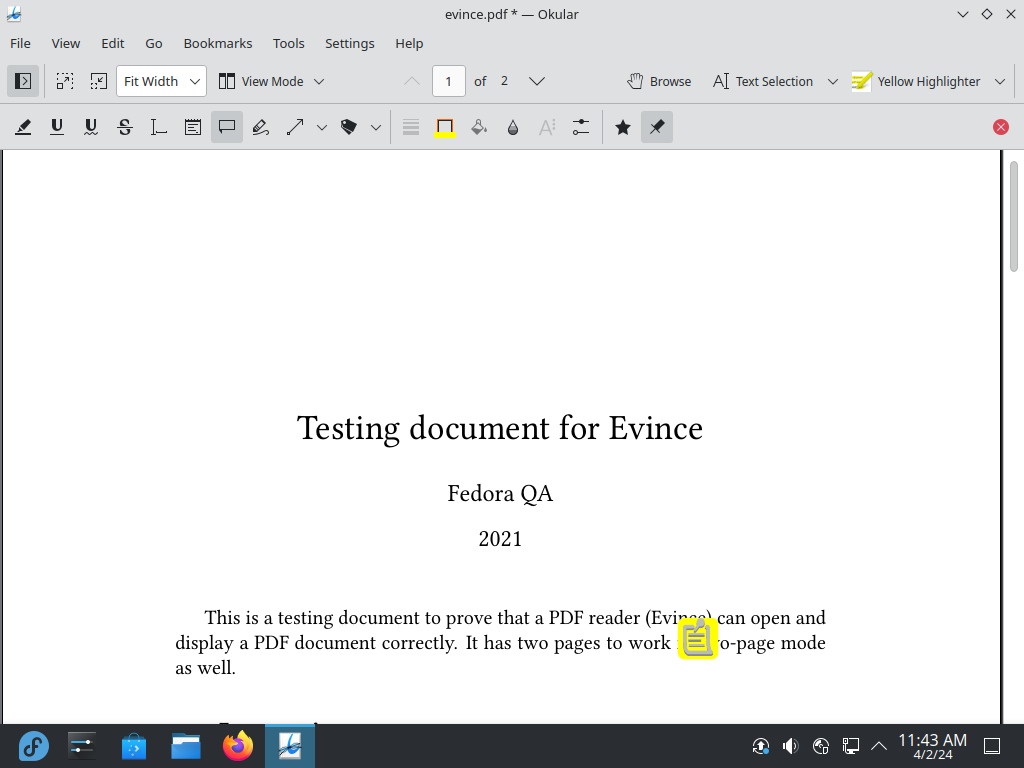 evince.pdf * — Okular
File View Edit Go Bookmarks Tools Settings Help
Fit Width View Mode 1 of 2 Browse Text Selection Yellow Highlighter
Testing document for Evince
Fedora QA
2021
This is a testing document to prove that a PDF reader (Evince) can open and
display a PDF document correctly. It has two pages to work two-page mode
as well.
11:43 AM
4/2/24